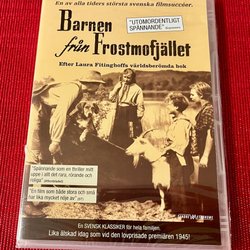 En av alla tiders största svenska filmsuccéer.
Barnen
"UTOMORDENTLIGT
SPÄNNANDE"
från Frostmofjället
Efter Laura Fitinghoffs världsberömda bok
"Spännande som en thriller mitt
uppe i allt det rara, rörande och
roliga"
"En film som både stora och små
har lika mycket nöje av"
En SVENSK KLASSIKER för hela familjen.
Lika älskad idag som vid den lovprisade premiären 1945!